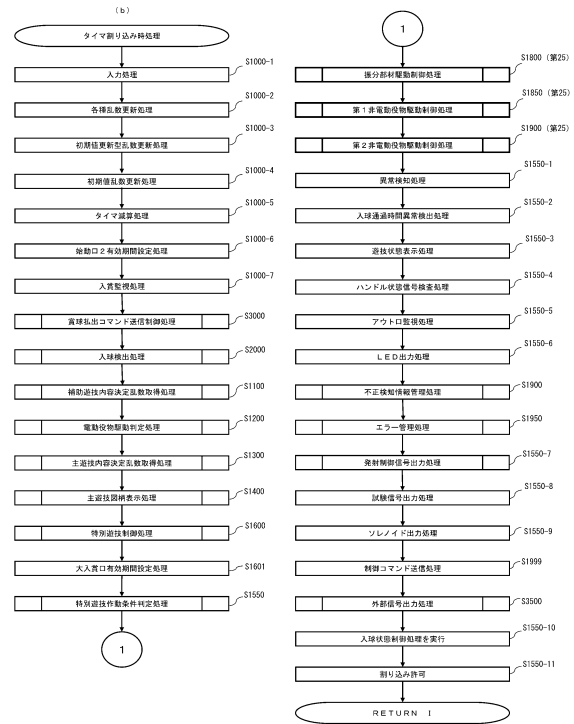 (b)
タイマ割り込み時処理
入力処理
S1000-1
各種乱数更新処理
S1000-2
初期値更新型乱数更新処理
S1000-3
初期値乱数更新処理
S1000-4
タイマ減算処理
S1000-5
始動口2有効期間設定処理
S1000-6
入賞監視処理
S1000-7
賞球払出コマンド送信制御処理
S3000
入球検出処理
S2000
補助遊技内容決定乱数取得処理
S1100
電動役物駆動判定処理
S1200
主遊技内容決定乱数取得処理
S1300
主遊技図柄表示処理
S1400
特別遊技制御処理
S1600
大入賞口有効期間設定処理
S1601
特別遊技作動条件判定処理
S1550
1
1
振分部材駆動制御処理
S1800 (第25)
第1非電動役物駆動制御処理
S1850 (第25)
第2非電動役物駆動制御処理
S1900 (第25)
異常検知処理
S1550-1
入球通過時間異常検出処理
S1550-2
遊技状態表示処理
S1550-3
ハンドル状態信号検査処理
S1550-4
アウトロ監視処理
S1550-5
LED出力処理
S1550-6
不正検知情報管理処理
S1900
エラー管理処理
S1950
発射制御信号出力処理
S1550-7
試験信号出力処理
S1550-8
ソレノイド出力処理
S1550-9
制御コマンド送信処理
S1999
外部信号出力処理
S3500
入球状態制御処理を実行
S1550-10
割り込み許可
S1550-11
RETURN I